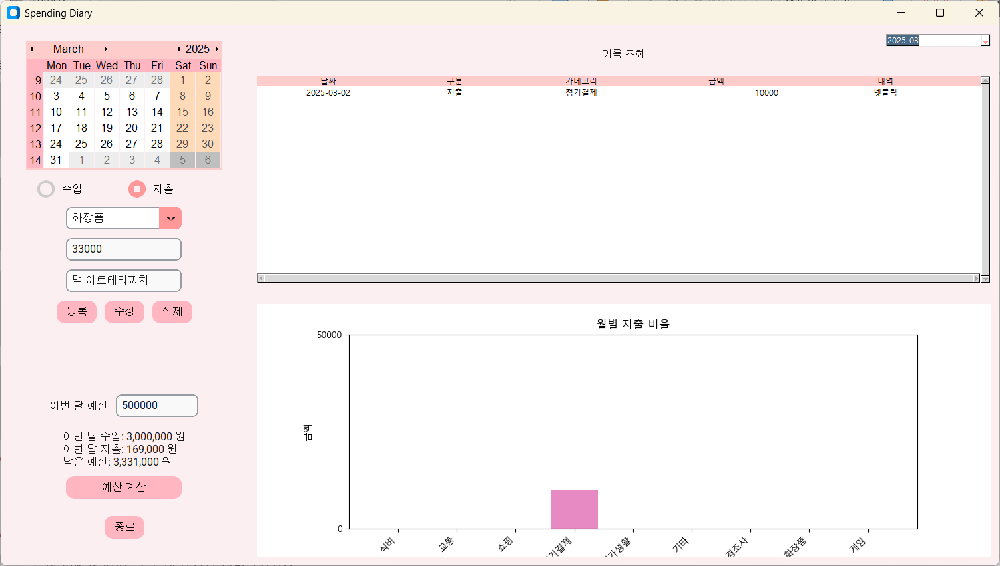 Spending Diary
March 2025
Mon Tue Wed Thu Fri Sat Sun
9 24 25 26 27 28 1 2
10 3 4 5 6 7 8 9
11 10 11 12 13 14 15 16
12 17 18 19 20 21 22 23
13 24 25 26 27 28 29 30
14 31 1 2 3 4 5 6
수입 지출
화장품
33000
맥 아트테라피치
등록 수정 삭제
이번 달 예산 500000
이번 달 수입: 3,000,000 원
이번 달 지출: 169,000 원
남은 예산: 3,331,000 원
예산 계산
종료
2025-03
기록 조회
날짜 구분 카테고리 금액 내역
2025-03-02 지출 정기결제 10000 넷플릭
월별 지출 비율
50000
금액
0
식비 교통 쇼핑 기결제 가생활 기타 경조사 화장품 게임